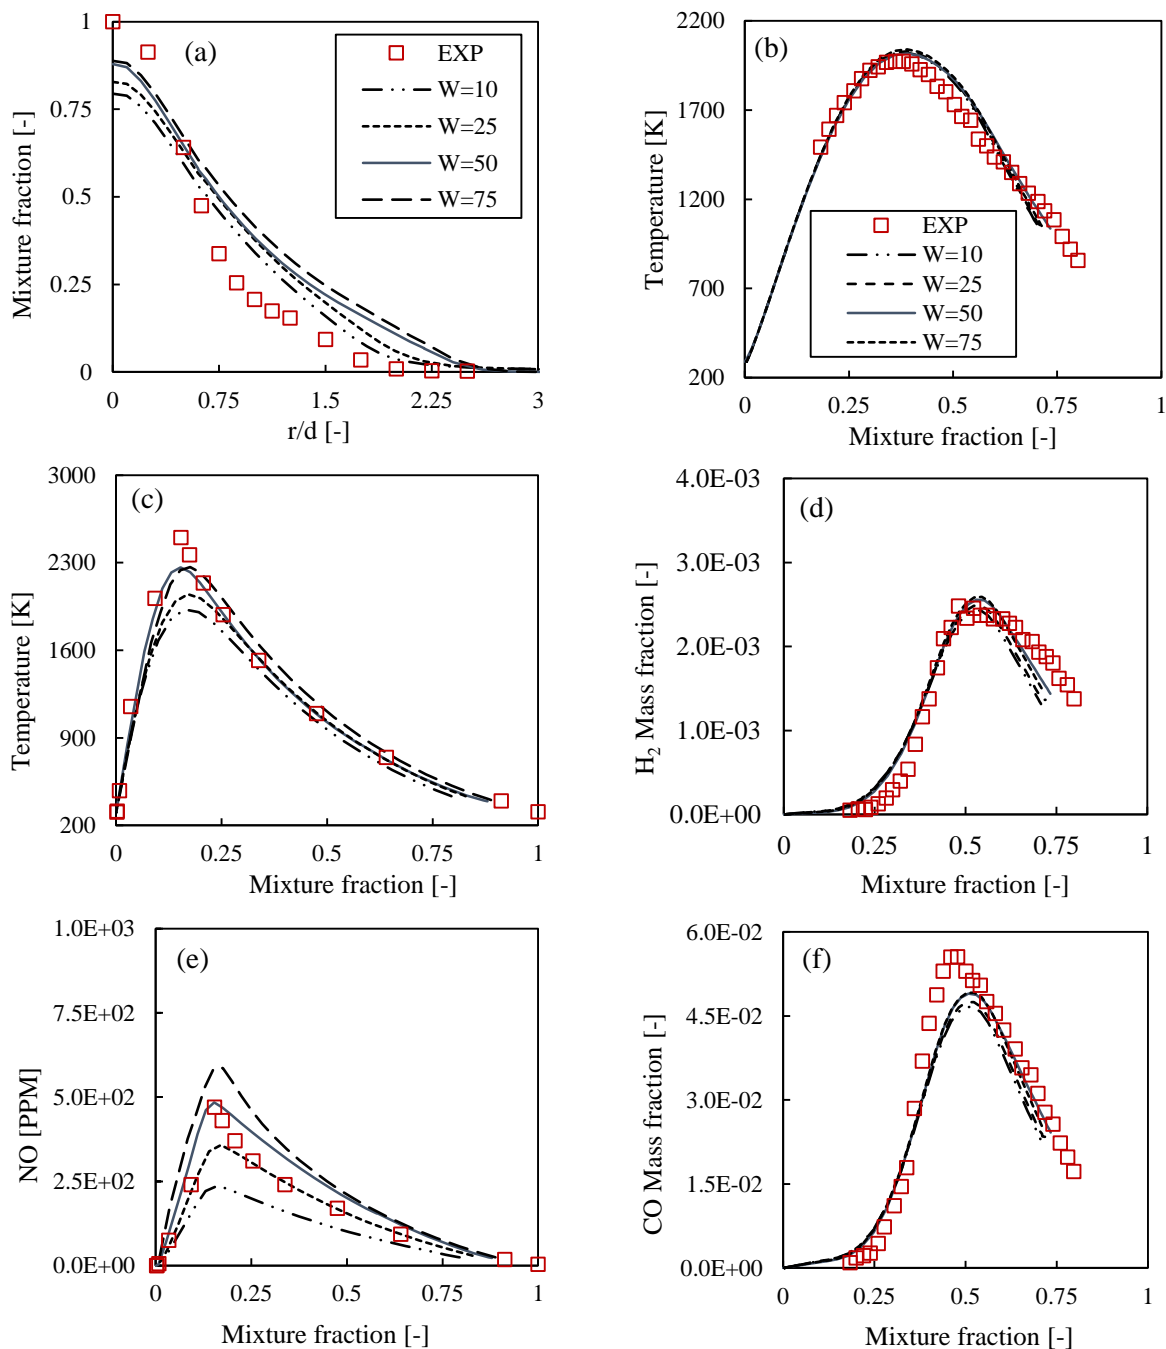 (a)
EXP
W=10
W=25
W=50
W=75
Mixture fraction [-]
1
0.75
0.5
0.25
0
0 0.75 1.5 2.25 3
r/d [-]
(b)
EXP
W=10
W=25
W=50
W=75
Temperature [K]
2200
1700
1200
700
200
0 0.25 0.5 0.75 1
Mixture fraction [-]
(c)
Temperature [K]
3000
2300
1600
900
200
0 0.25 0.5 0.75 1
Mixture fraction [-]
(d)
H₂ Mass fraction [-]
4.0E-03
3.0E-03
2.0E-03
1.0E-03
0.0E+00
0 0.25 0.5 0.75 1
Mixture fraction [-]
(e)
NO [PPM]
1.0E+03
7.5E+02
5.0E+02
2.5E+02
0.0E+00
0 0.25 0.5 0.75 1
Mixture fraction [-]
(f)
CO Mass fraction [-]
6.0E-02
4.5E-02
3.0E-02
1.5E-02
0.0E+00
0 0.25 0.5 0.75 1
Mixture fraction [-]